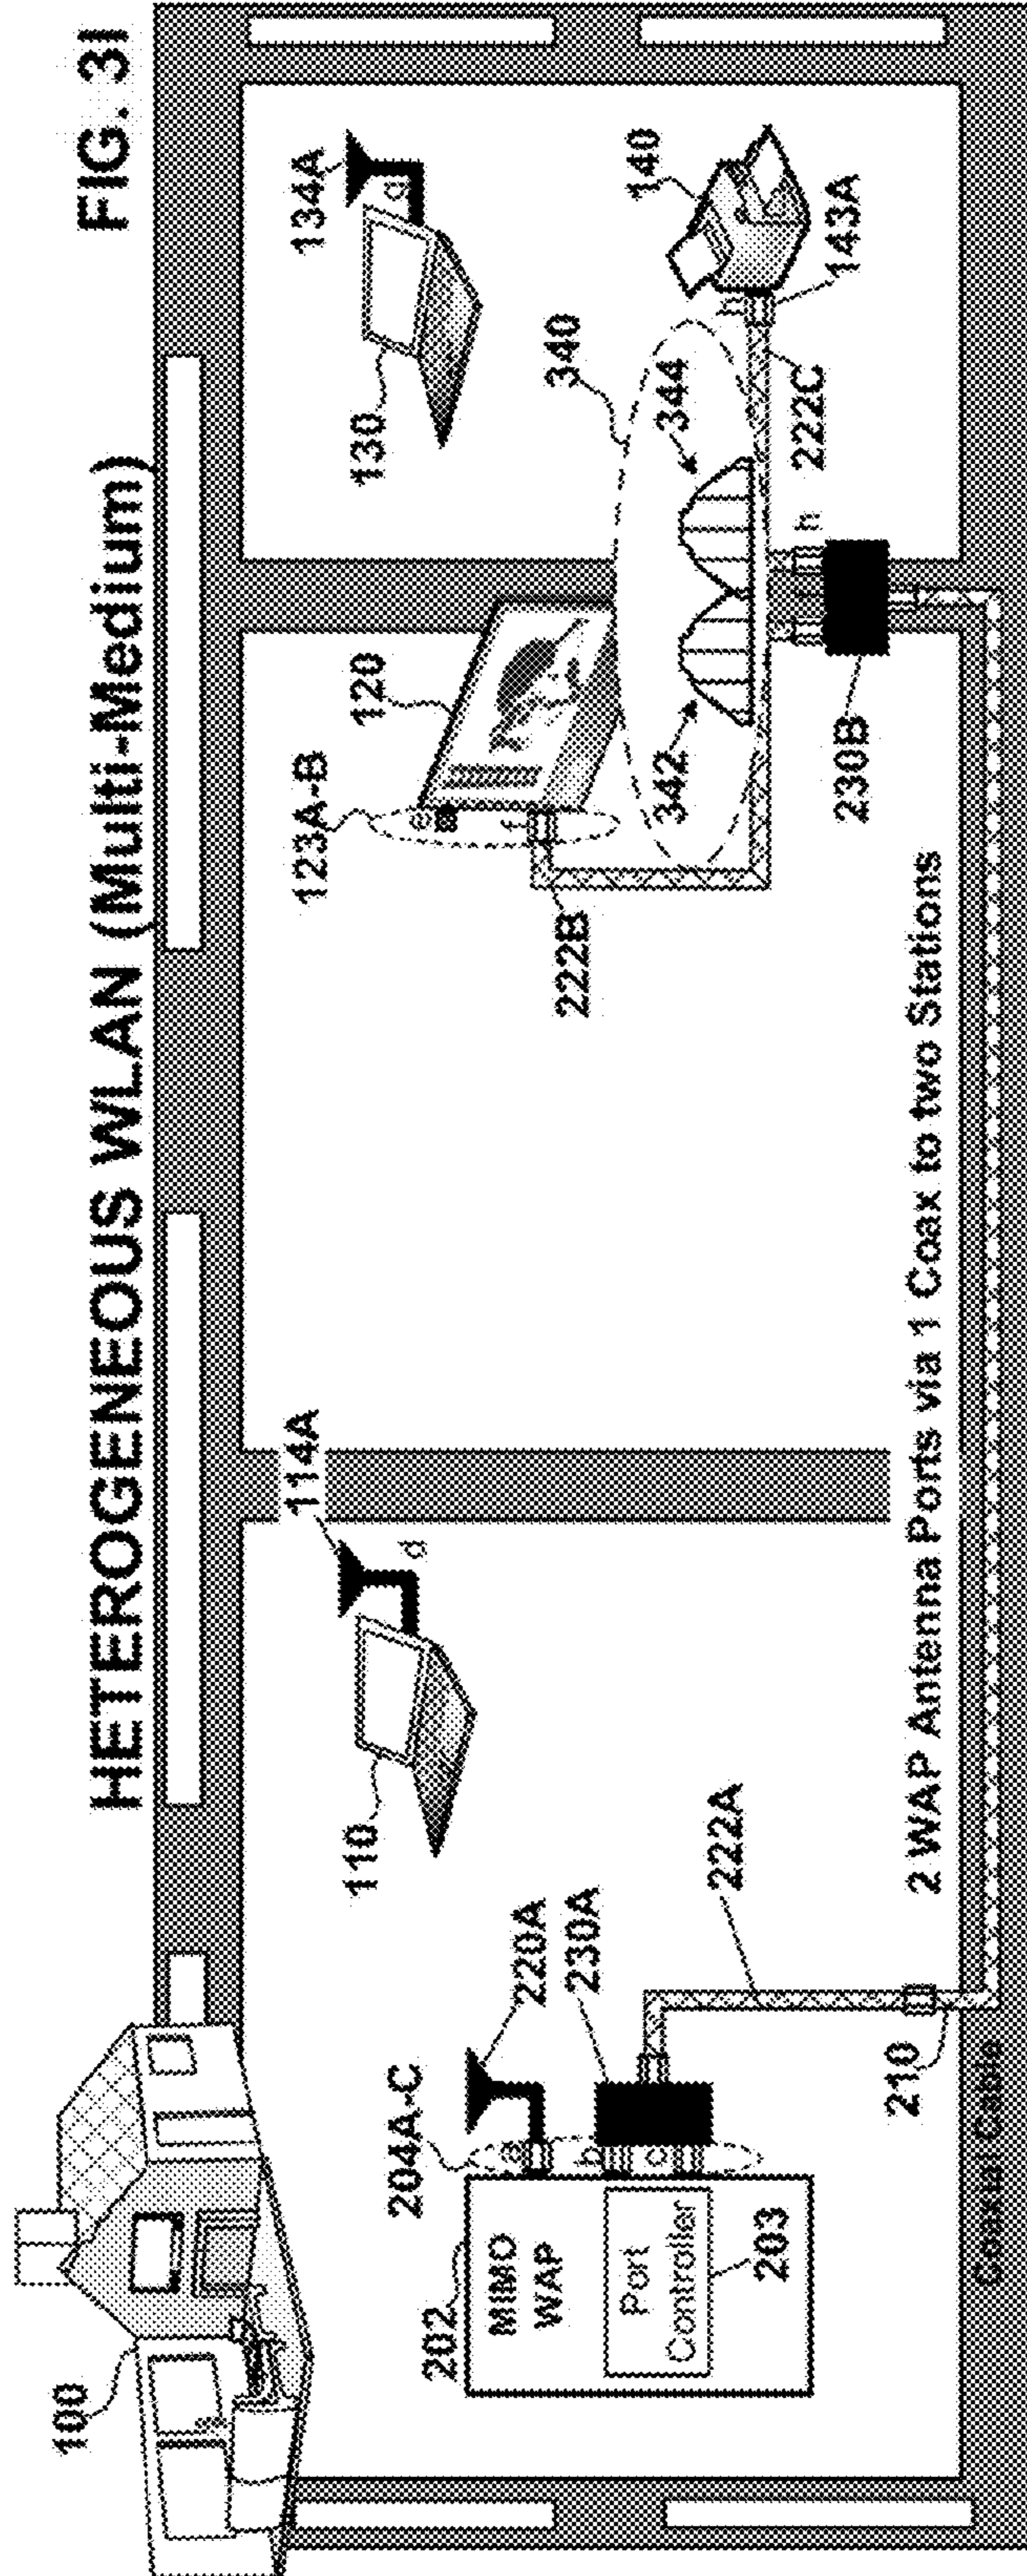 FIG. 3I
HETEROGENEOUS WLAN (Multi-Medium)
100
114A
134A
110
130
d
g
123A-B
120
e
f
222B
340
342
344
140
143A
h
222C
h
230B
204A-C
220A
230A
202
MIMO
WAP
Port
Controller
203
a
b
c
222A
210
2 WAP Antenna Ports via 1 Coax to two Stations
Coaxial Cable